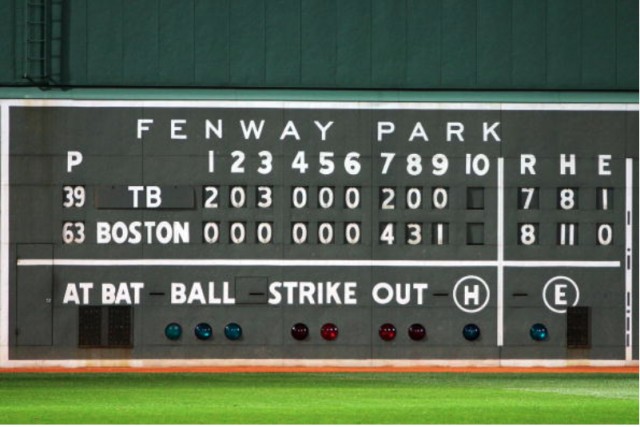 FENWAY PARK
P 1 2 3 4 5 6 7 8 9 10 R H E
39 TB 2 0 3 0 0 0 2 0 0 7 8 1
63 BOSTON 0 0 0 0 0 0 4 3 1 8 11 0
AT BAT BALL STRIKE OUT H E